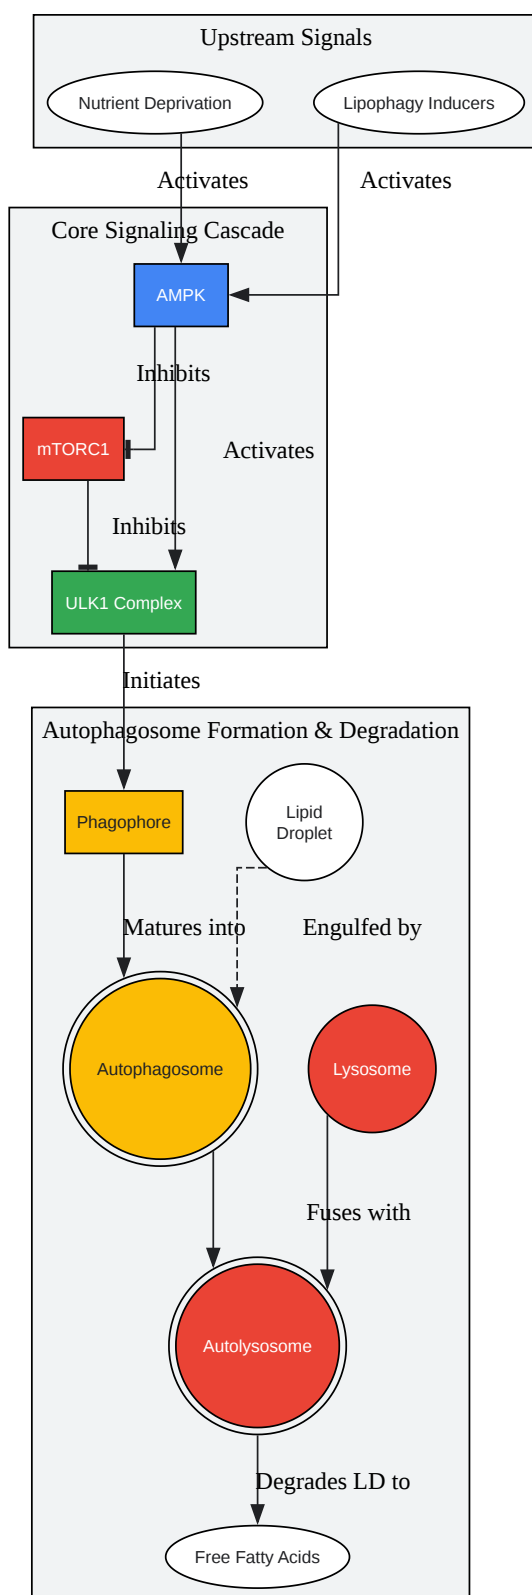 Upstream Signals
Nutrient Deprivation
Lipophagy Inducers
Activates
Activates
Core Signaling Cascade
AMPK
Inhibits
mTORC1
Activates
Inhibits
ULK1 Complex
Initiates
Autophagosome Formation & Degradation
Phagophore
Lipid
Droplet
Matures into
Engulfed by
Autophagosome
Lysosome
Fuses with
Autolysosome
Degrades LD to
Free Fatty Acids